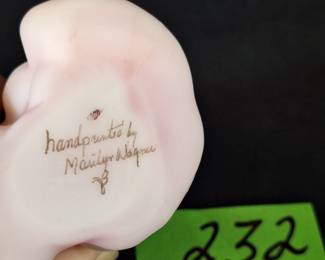 handpainted by
Marilyn Wagner
232